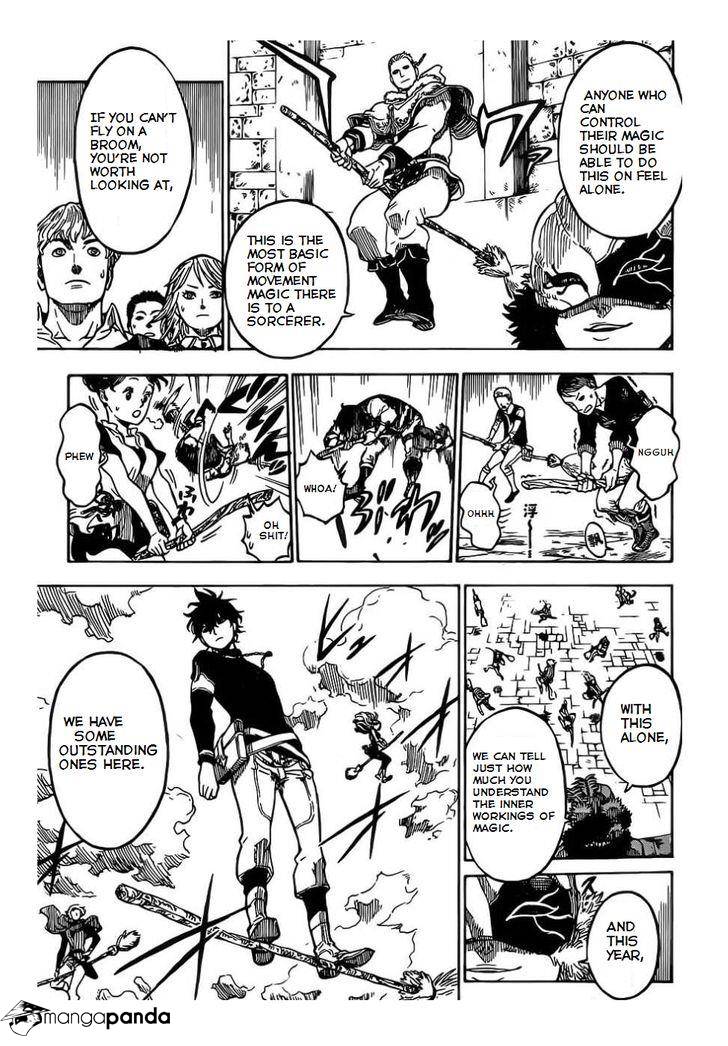 ANYONE WHO
CAN
CONTROL
THEIR MAGIC
SHOULD BE
ABLE TO DO
THIS ON FEEL
ALONE.
THIS IS THE
MOST BASIC
FORM OF
MOVEMENT
MAGIC THERE
IS TO A
SORCERER.
IF YOU CAN'T
FLY ON A
BROOM,
YOU'RE NOT
WORTH
LOOKING AT,
NGGUH
OHHH
浮
飄
WHOA!
OH
SHIT!
PHEW
WITH
THIS
ALONE,
WE CAN TELL
JUST HOW
MUCH YOU
UNDERSTAND
THE INNER
WORKINGS OF
MAGIC.
AND
THIS
YEAR,
WE HAVE
SOME
OUTSTANDING
ONES HERE.
mangapanda